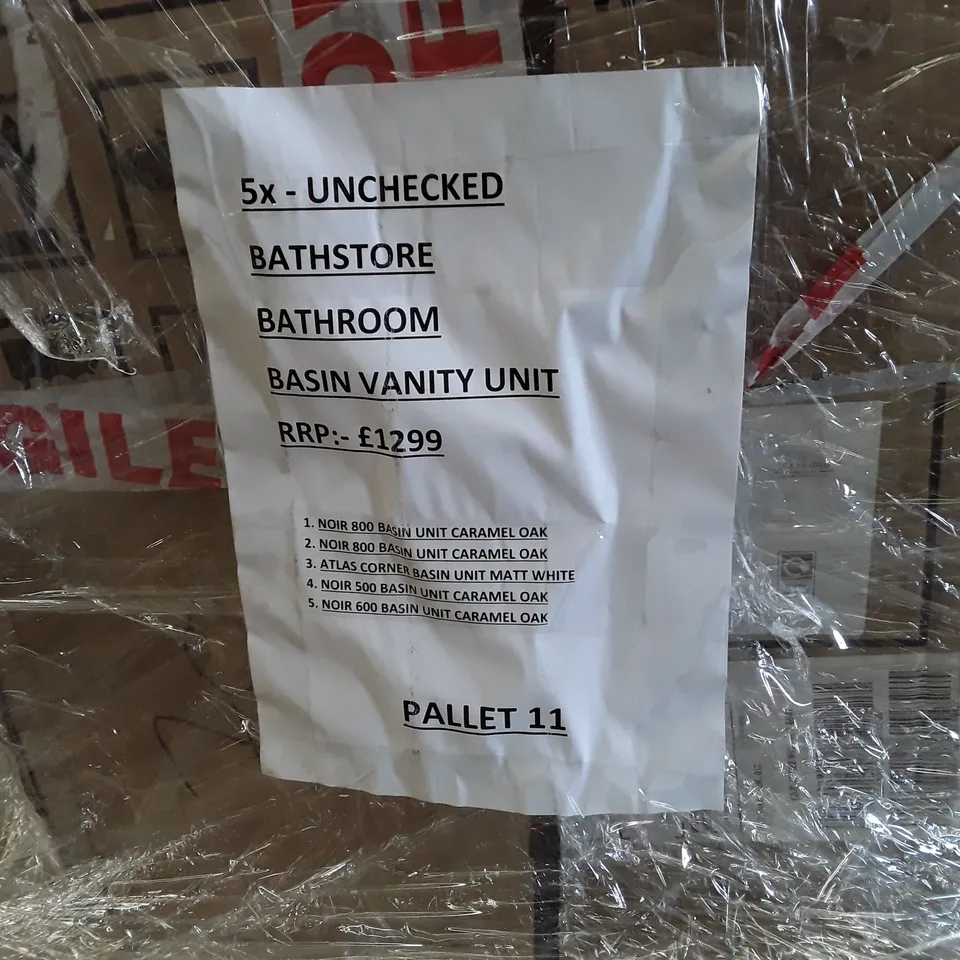 5x - UNCHECKED
BATHSTORE
BATHROOM
BASIN VANITY UNIT
RRP:- £1299
1. NOIR 800 BASIN UNIT CARAMEL OAK
2. NOIR 800 BASIN UNIT CARAMEL OAK
3. ATLAS CORNER BASIN UNIT MATT WHITE
4. NOIR 500 BASIN UNIT CARAMEL OAK
5. NOIR 600 BASIN UNIT CARAMEL OAK
PALLET 11
GILE